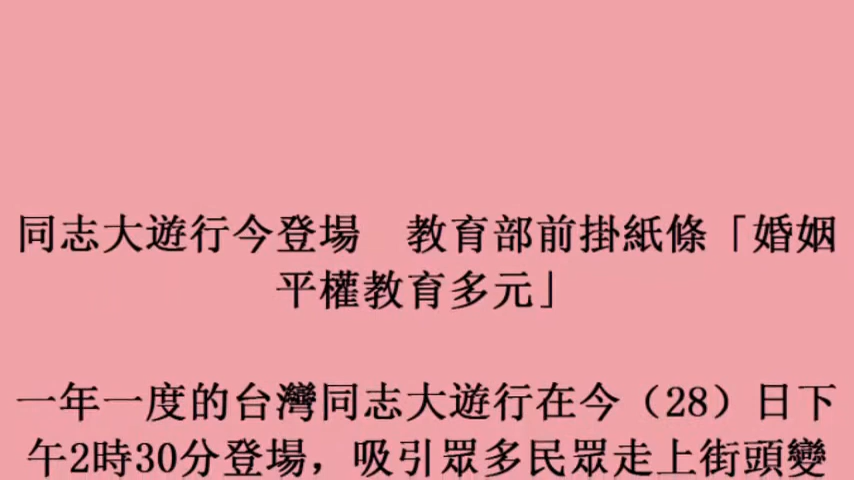 同志大遊行今登場　教育部前掛紙條「婚姻
平權教育多元」
一年一度的台灣同志大遊行在今（28）日下
午2時30分登場，吸引眾多民眾走上街頭變